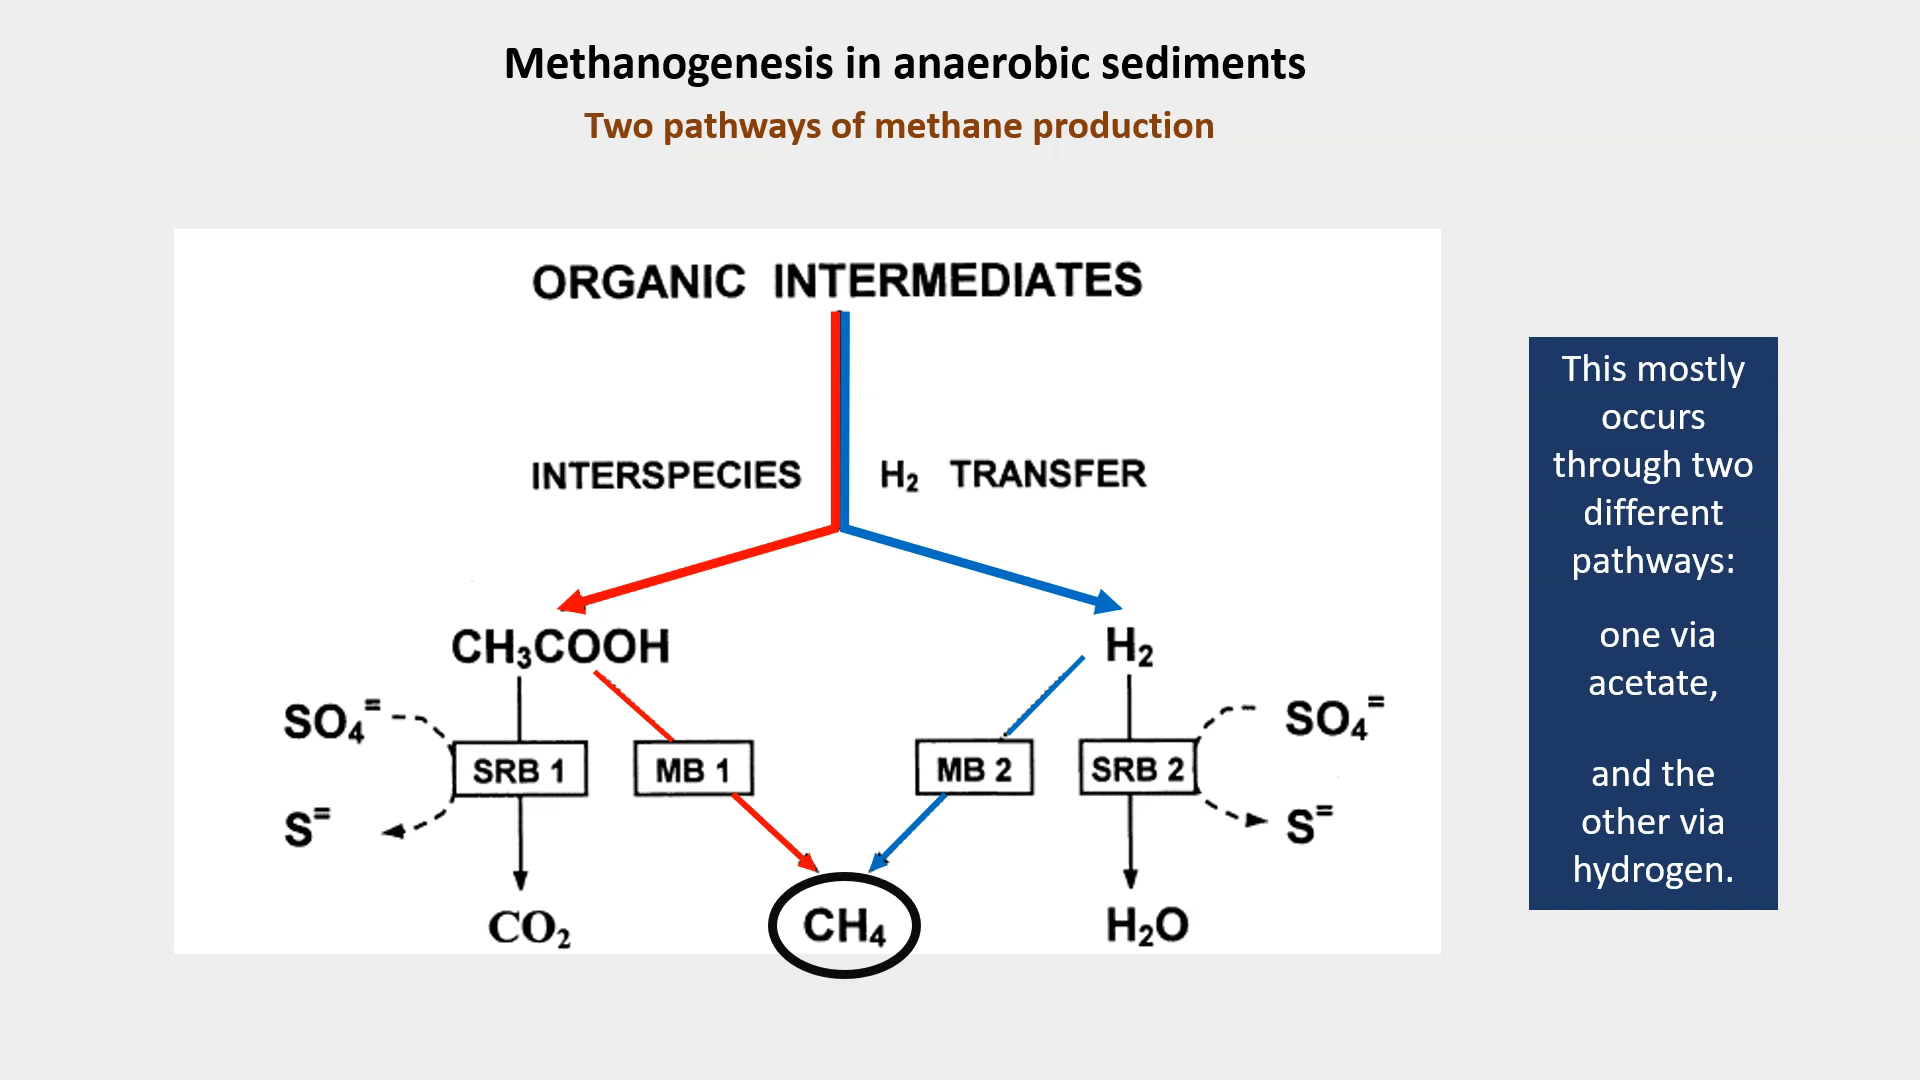 Methanogenesis in anaerobic sediments
Two pathways of methane production
ORGANIC INTERMEDIATES
INTERSPECIES H₂ TRANSFER
CH₃COOH
H₂
SO₄⁼
SO₄⁼
SRB 1
MB 1
MB 2
SRB 2
S⁼
S⁼
CO₂
CH₄
H₂O
This mostly
occurs
through two
different
pathways:
one via
acetate,
and the
other via
hydrogen.